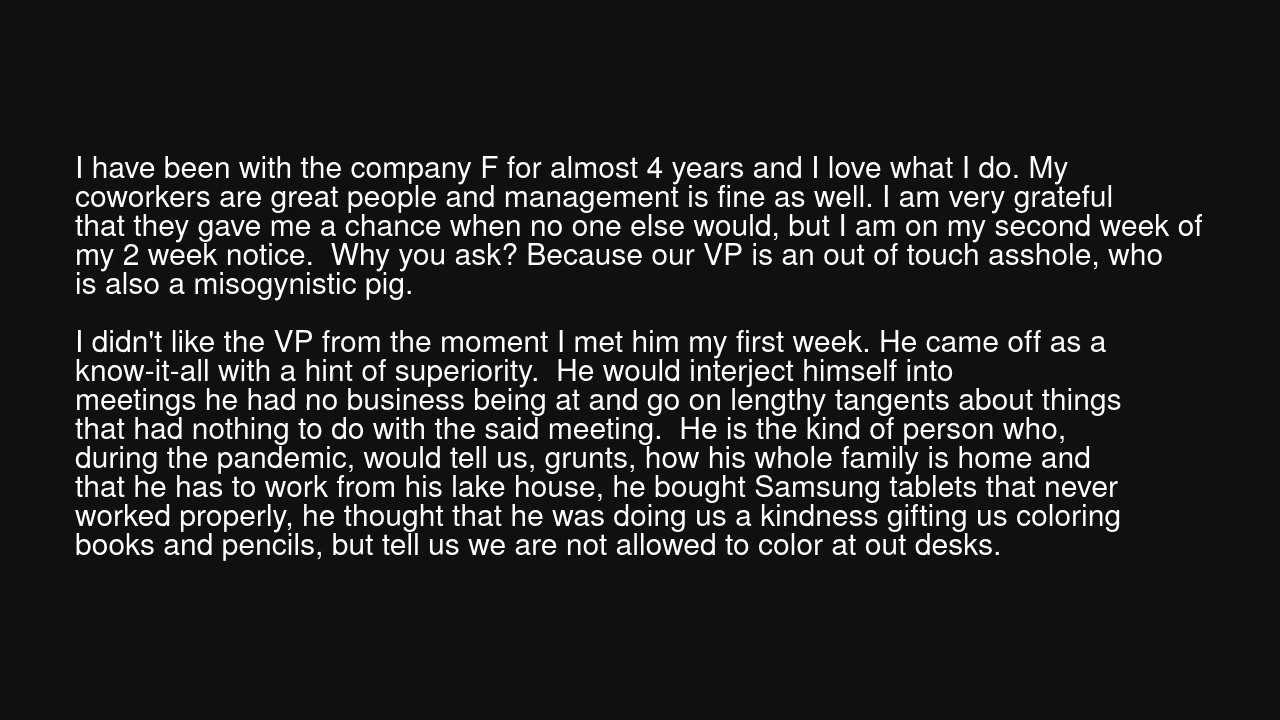 I have been with the company F for almost 4 years and I love what I do. My
coworkers are great people and management is fine as well. I am very grateful
that they gave me a chance when no one else would, but I am on my second week of
my 2 week notice.  Why you ask? Because our VP is an out of touch asshole, who
is also a misogynistic pig.

I didn't like the VP from the moment I met him my first week. He came off as a
know-it-all with a hint of superiority.  He would interject himself into
meetings he had no business being at and go on lengthy tangents about things
that had nothing to do with the said meeting.  He is the kind of person who,
during the pandemic, would tell us, grunts, how his whole family is home and
that he has to work from his lake house, he bought Samsung tablets that never
worked properly, he thought that he was doing us a kindness gifting us coloring
books and pencils, but tell us we are not allowed to color at out desks.